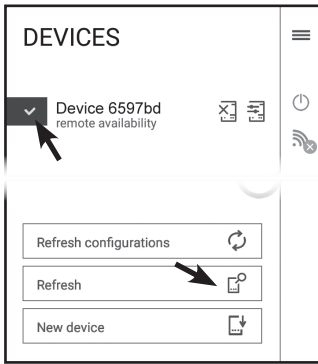 DEVICES
Device 6597bd
remote availability
Refresh configurations
Refresh
New device